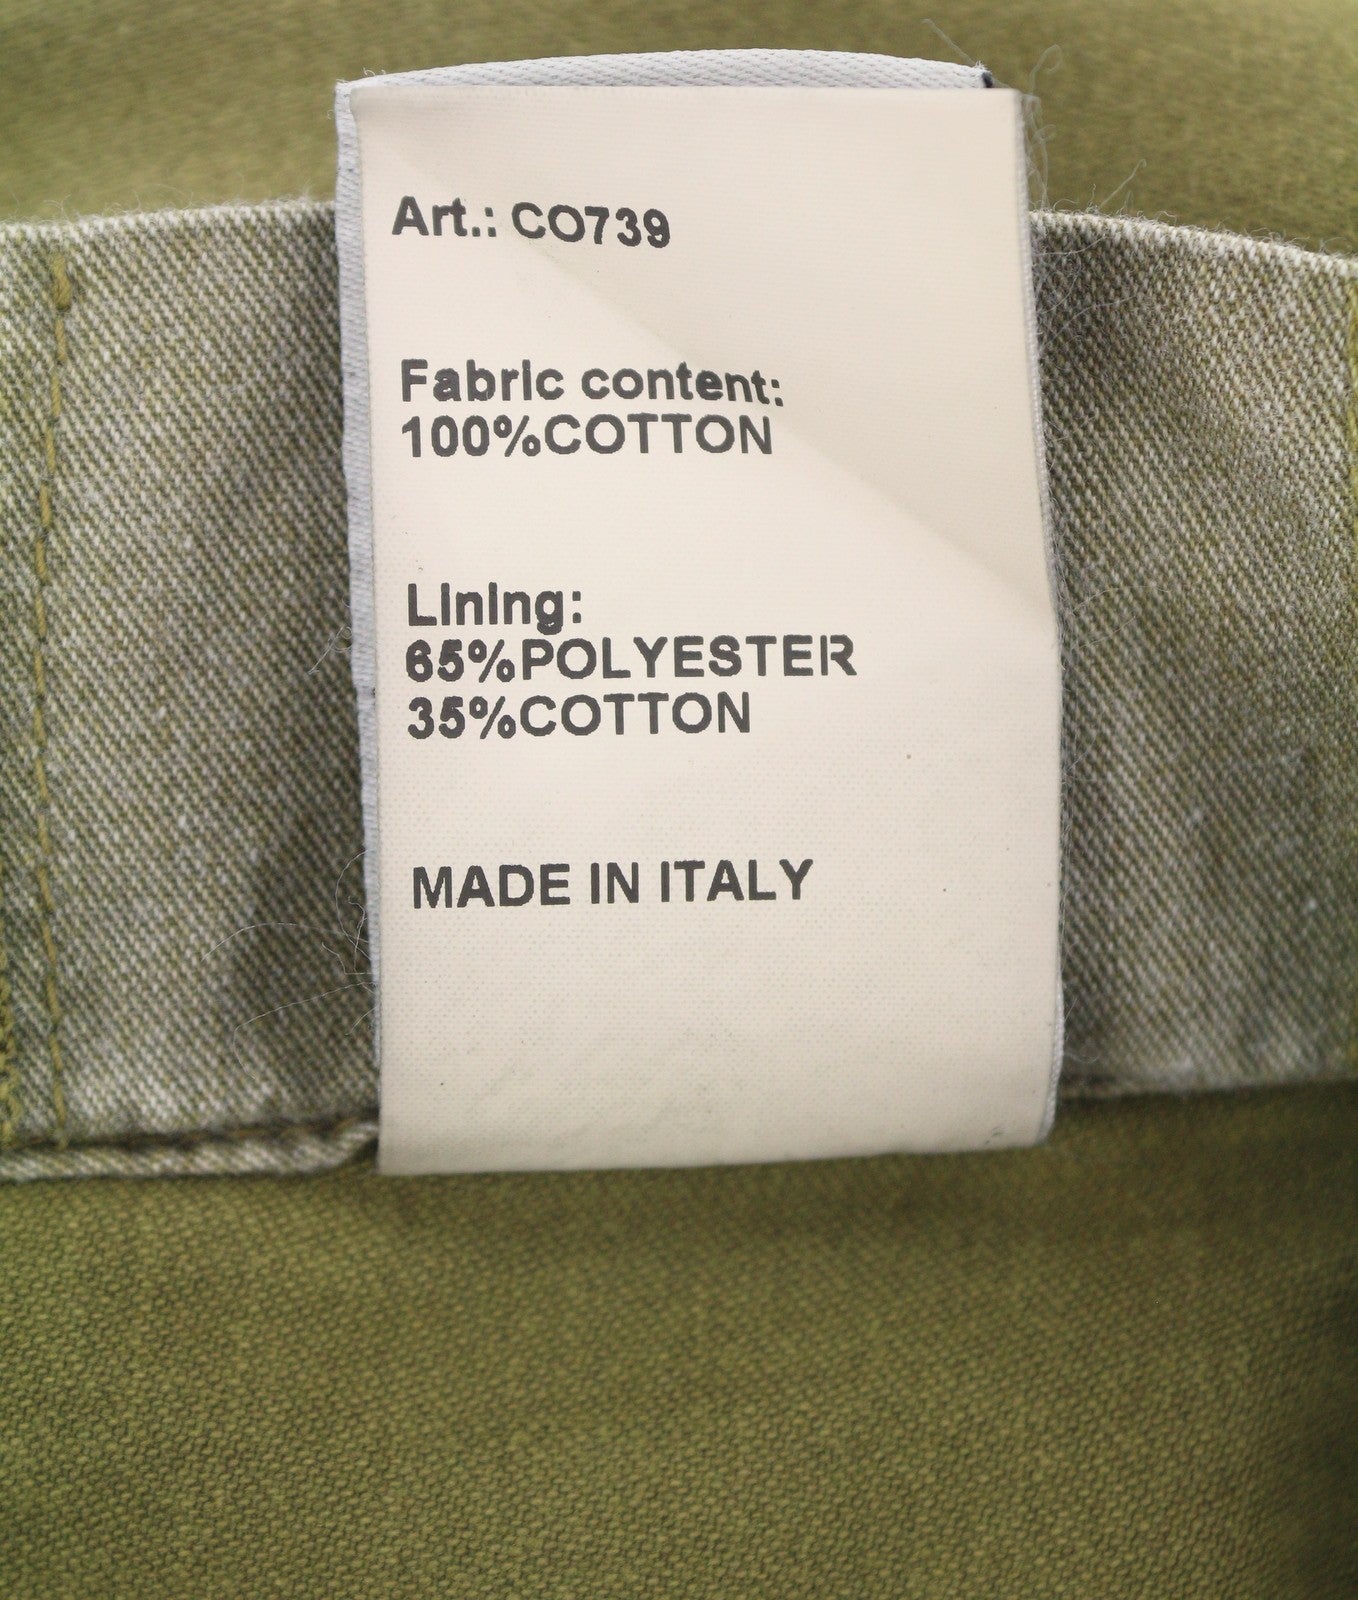 Art.: CO739
Fabric content:
100%COTTON
Lining:
65%POLYESTER
35%COTTON
MADE IN ITALY